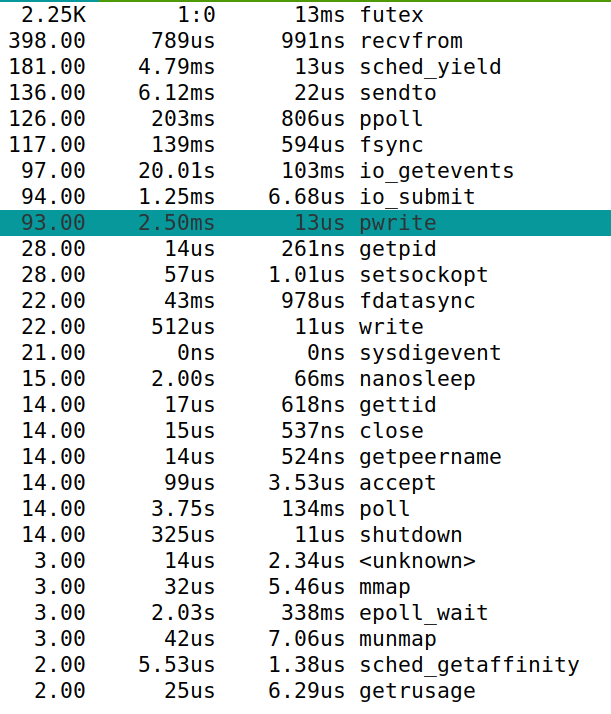 2.25K 1:0 13ms futex
398.00 789us 991ns recvfrom
181.00 4.79ms 13us sched_yield
136.00 6.12ms 22us sendto
126.00 203ms 806us ppoll
117.00 139ms 594us fsync
97.00 20.01s 103ms io_getevents
94.00 1.25ms 6.68us io_submit
93.00 2.50ms 13us pwrite
28.00 14us 261ns getpid
28.00 57us 1.01us setsockopt
22.00 43ms 978us fdatasync
22.00 512us 11us write
21.00 0ns 0ns sysdigevent
15.00 2.00s 66ms nanosleep
14.00 17us 618ns gettid
14.00 15us 537ns close
14.00 14us 524ns getpeername
14.00 99us 3.53us accept
14.00 3.75s 134ms poll
14.00 325us 11us shutdown
3.00 14us 2.34us <unknown>
3.00 32us 5.46us mmap
3.00 2.03s 338ms epoll_wait
3.00 42us 7.06us munmap
2.00 5.53us 1.38us sched_getaffinity
2.00 25us 6.29us getrusage